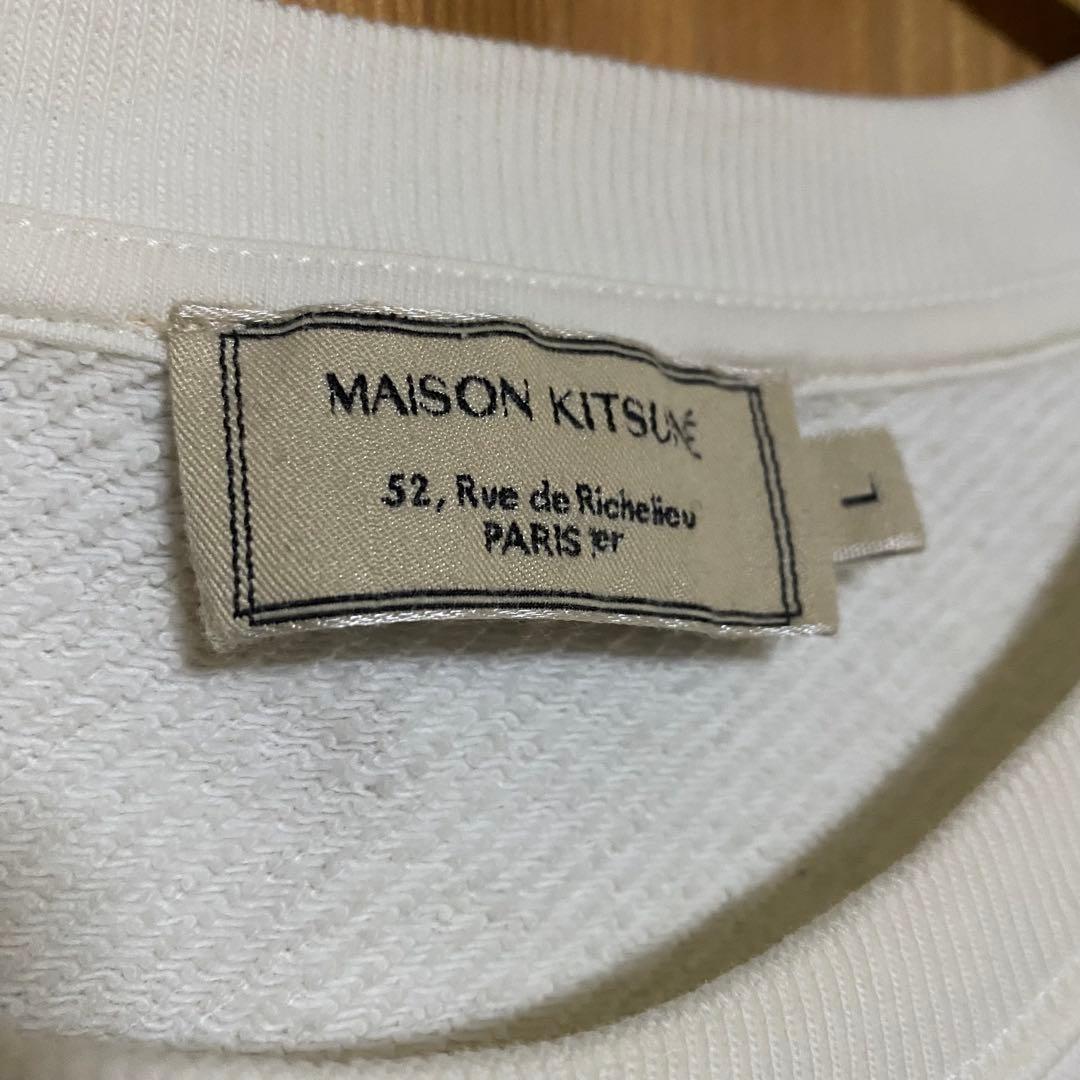 MAISON KITSUNÉ
52, Rue de Richelieu
PARIS 1er
L